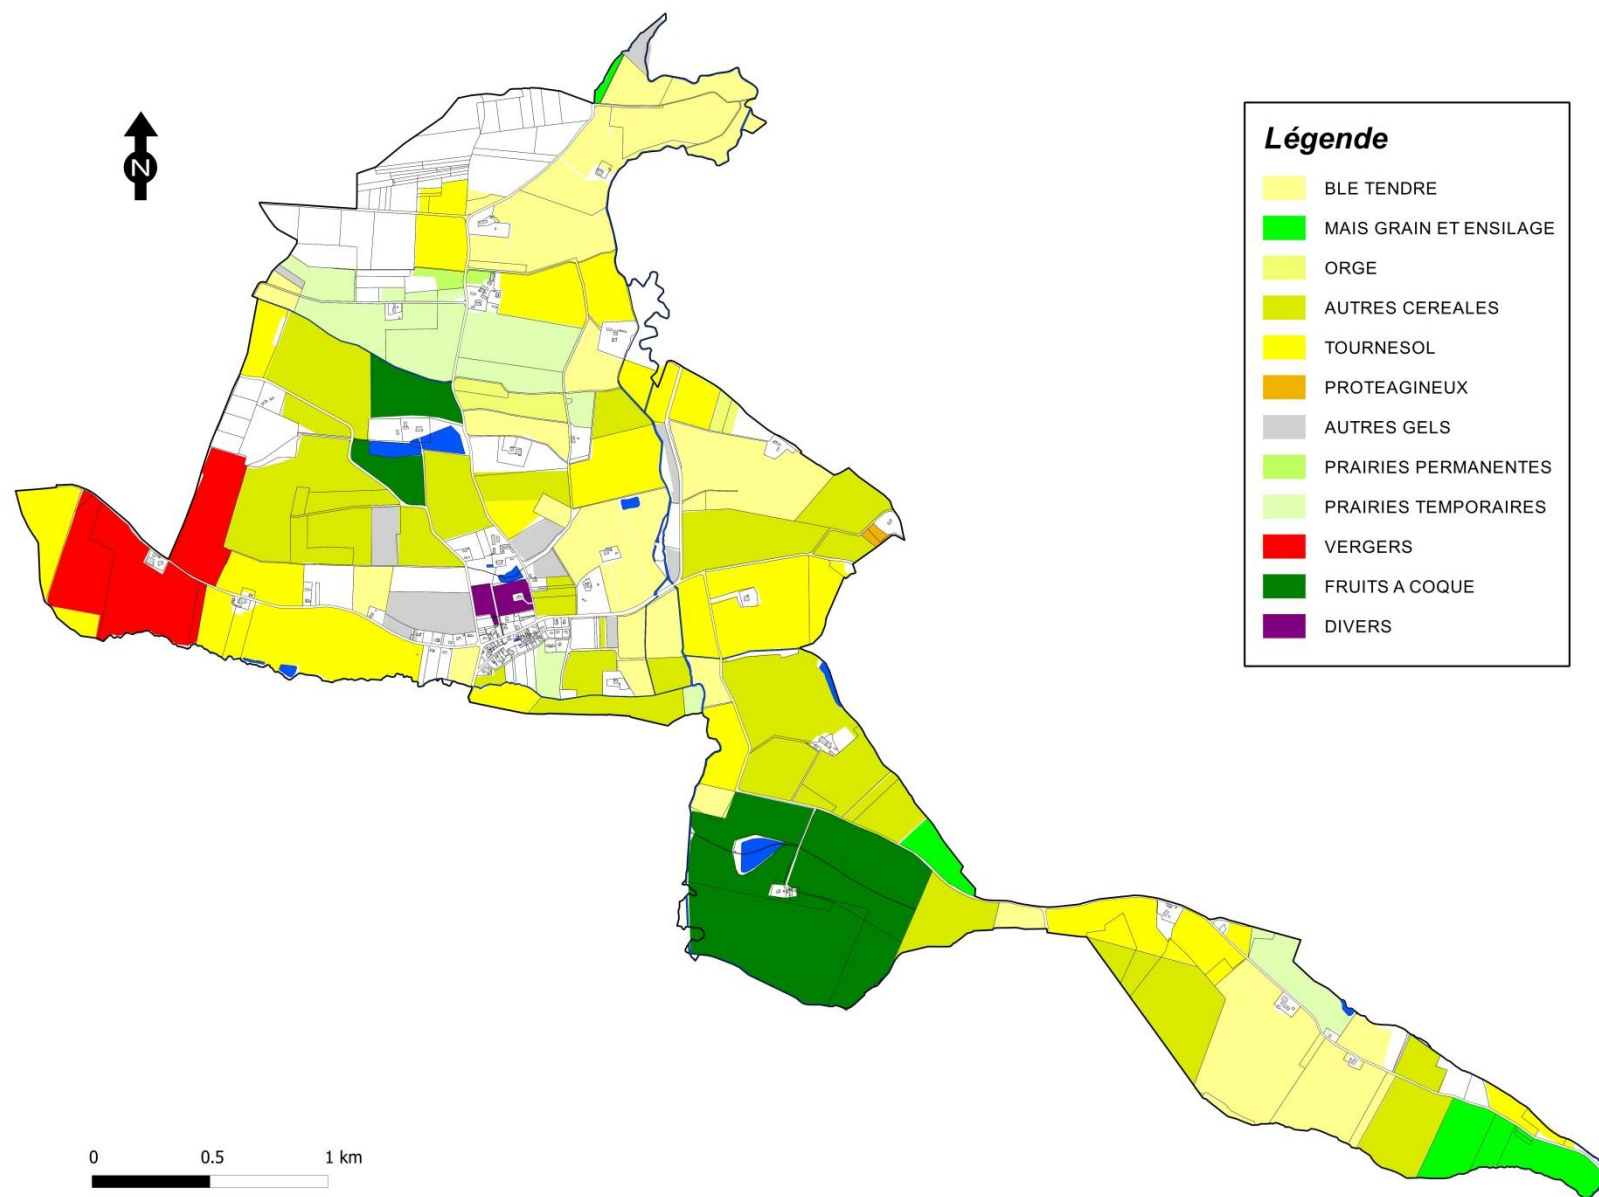 N
Légende
BLE TENDRE
MAIS GRAIN ET ENSILAGE
ORGE
AUTRES CEREALES
TOURNESOL
PROTEAGINEUX
AUTRES GELS
PRAIRIES PERMANENTES
PRAIRIES TEMPORAIRES
VERGERS
FRUITS A COQUE
DIVERS
0 0.5 1 km